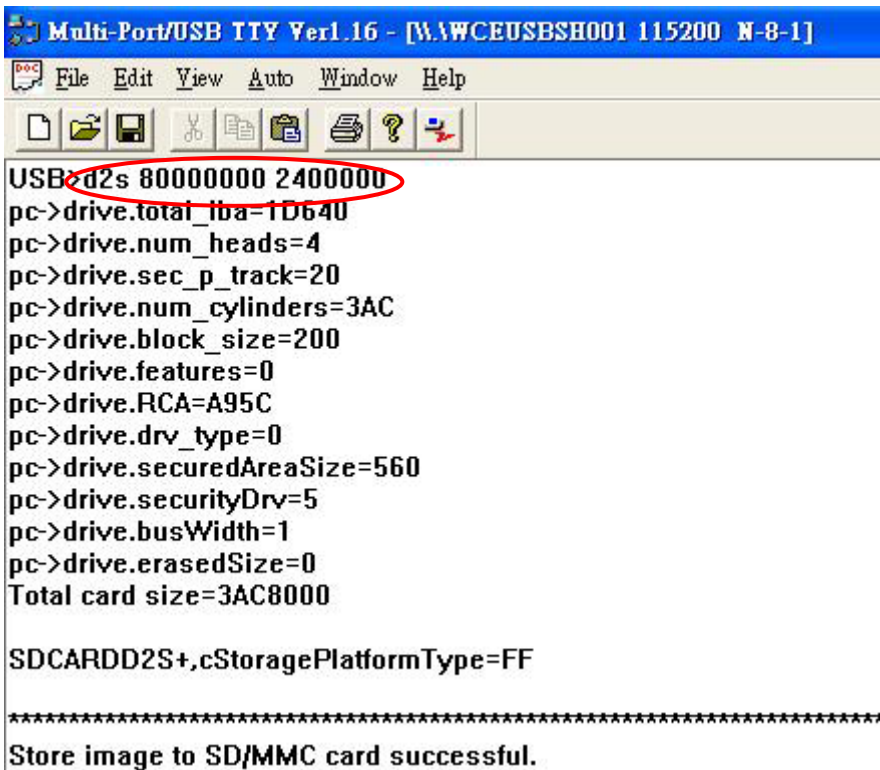 Multi-Port/USB TTY Ver1.16 - [\\.\WCEUSBSH001 115200 N-8-1]
DOC File Edit View Auto Window Help
USB>d2s 80000000 2400000
pc->drive.total_lba=1D640
pc->drive.num_heads=4
pc->drive.sec_p_track=20
pc->drive.num_cylinders=3AC
pc->drive.block_size=200
pc->drive.features=0
pc->drive.RCA=A95C
pc->drive.drv_type=0
pc->drive.securedAreaSize=560
pc->drive.securityDrv=5
pc->drive.busWidth=1
pc->drive.erasedSize=0
Total card size=3AC8000
SDCARDD2S+,cStoragePlatformType=FF
*************************************************************************
Store image to SD/MMC card successful.